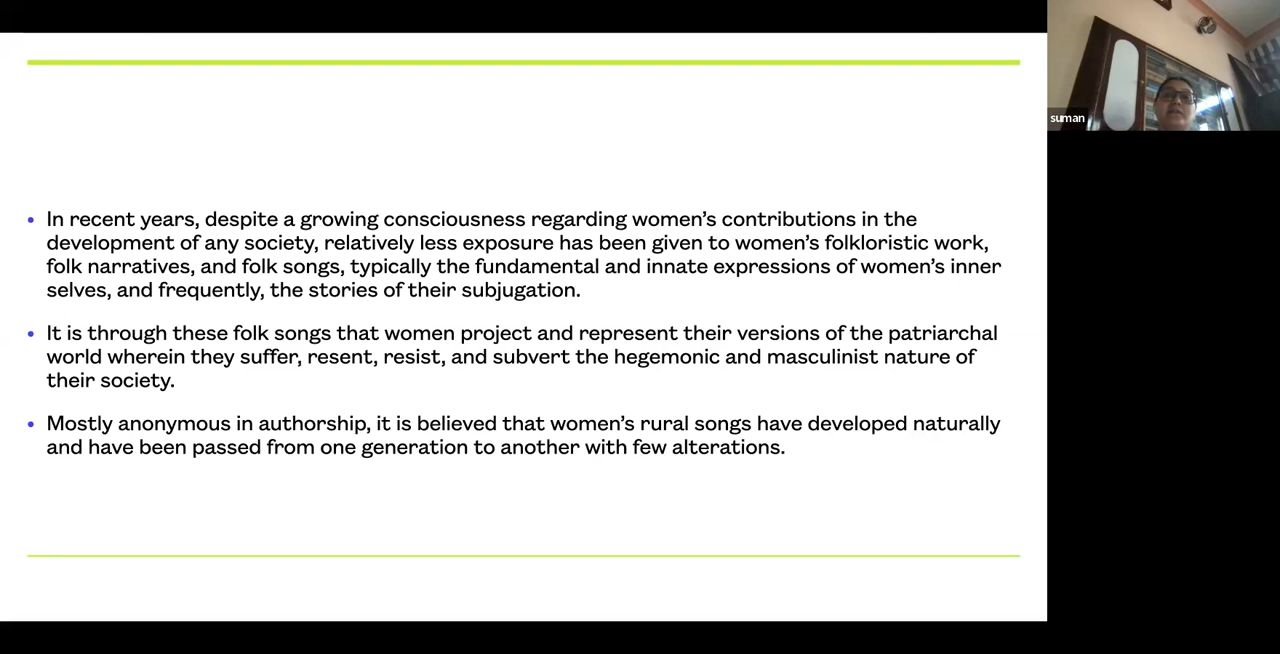 • In recent years, despite a growing consciousness regarding women’s contributions in the
development of any society, relatively less exposure has been given to women’s folkloristic work,
folk narratives, and folk songs, typically the fundamental and innate expressions of women’s inner
selves, and frequently, the stories of their subjugation.
• It is through these folk songs that women project and represent their versions of the patriarchal
world wherein they suffer, resent, resist, and subvert the hegemonic and masculinist nature of
their society.
• Mostly anonymous in authorship, it is believed that women’s rural songs have developed naturally
and have been passed from one generation to another with few alterations.
suman